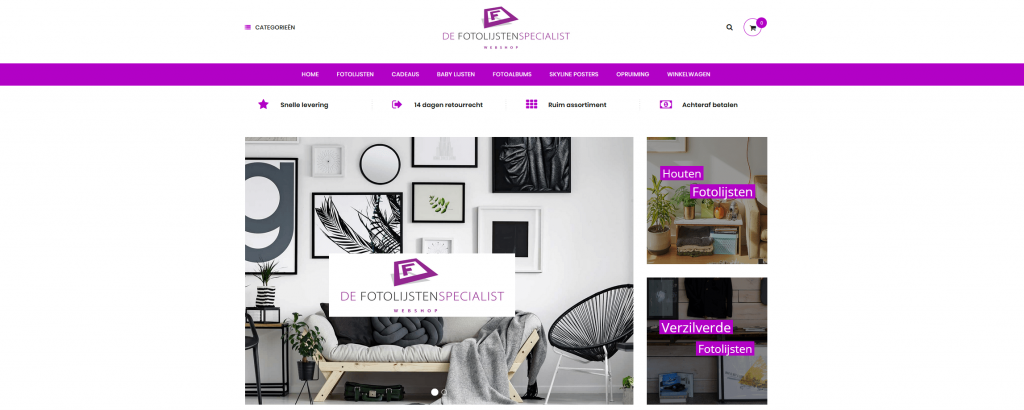 CATEGORIEËN
F
DE FOTOLIJSTENSPECIALIST
WEBSHOP
0
HOME FOTOLIJSTEN CADEAUS BABY LIJSTEN FOTOALBUMS SKYLINE POSTERS OPRUIMING WINKELWAGEN
Snelle levering 14 dagen retourrecht Ruim assortiment Achteraf betalen
g
F
DE FOTOLIJSTENSPECIALIST
WEBSHOP
Houten
Fotolijsten
Verzilverde
Fotolijsten